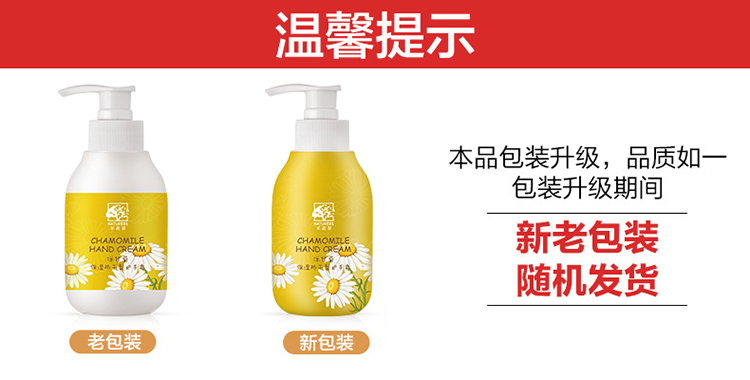 温馨提示
本品包装升级，品质如一
包装升级期间
新老包装
随机发货
CHAMOMILE
HAND CREAM
老包装
CHAMOMILE
HAND CREAM
新包装